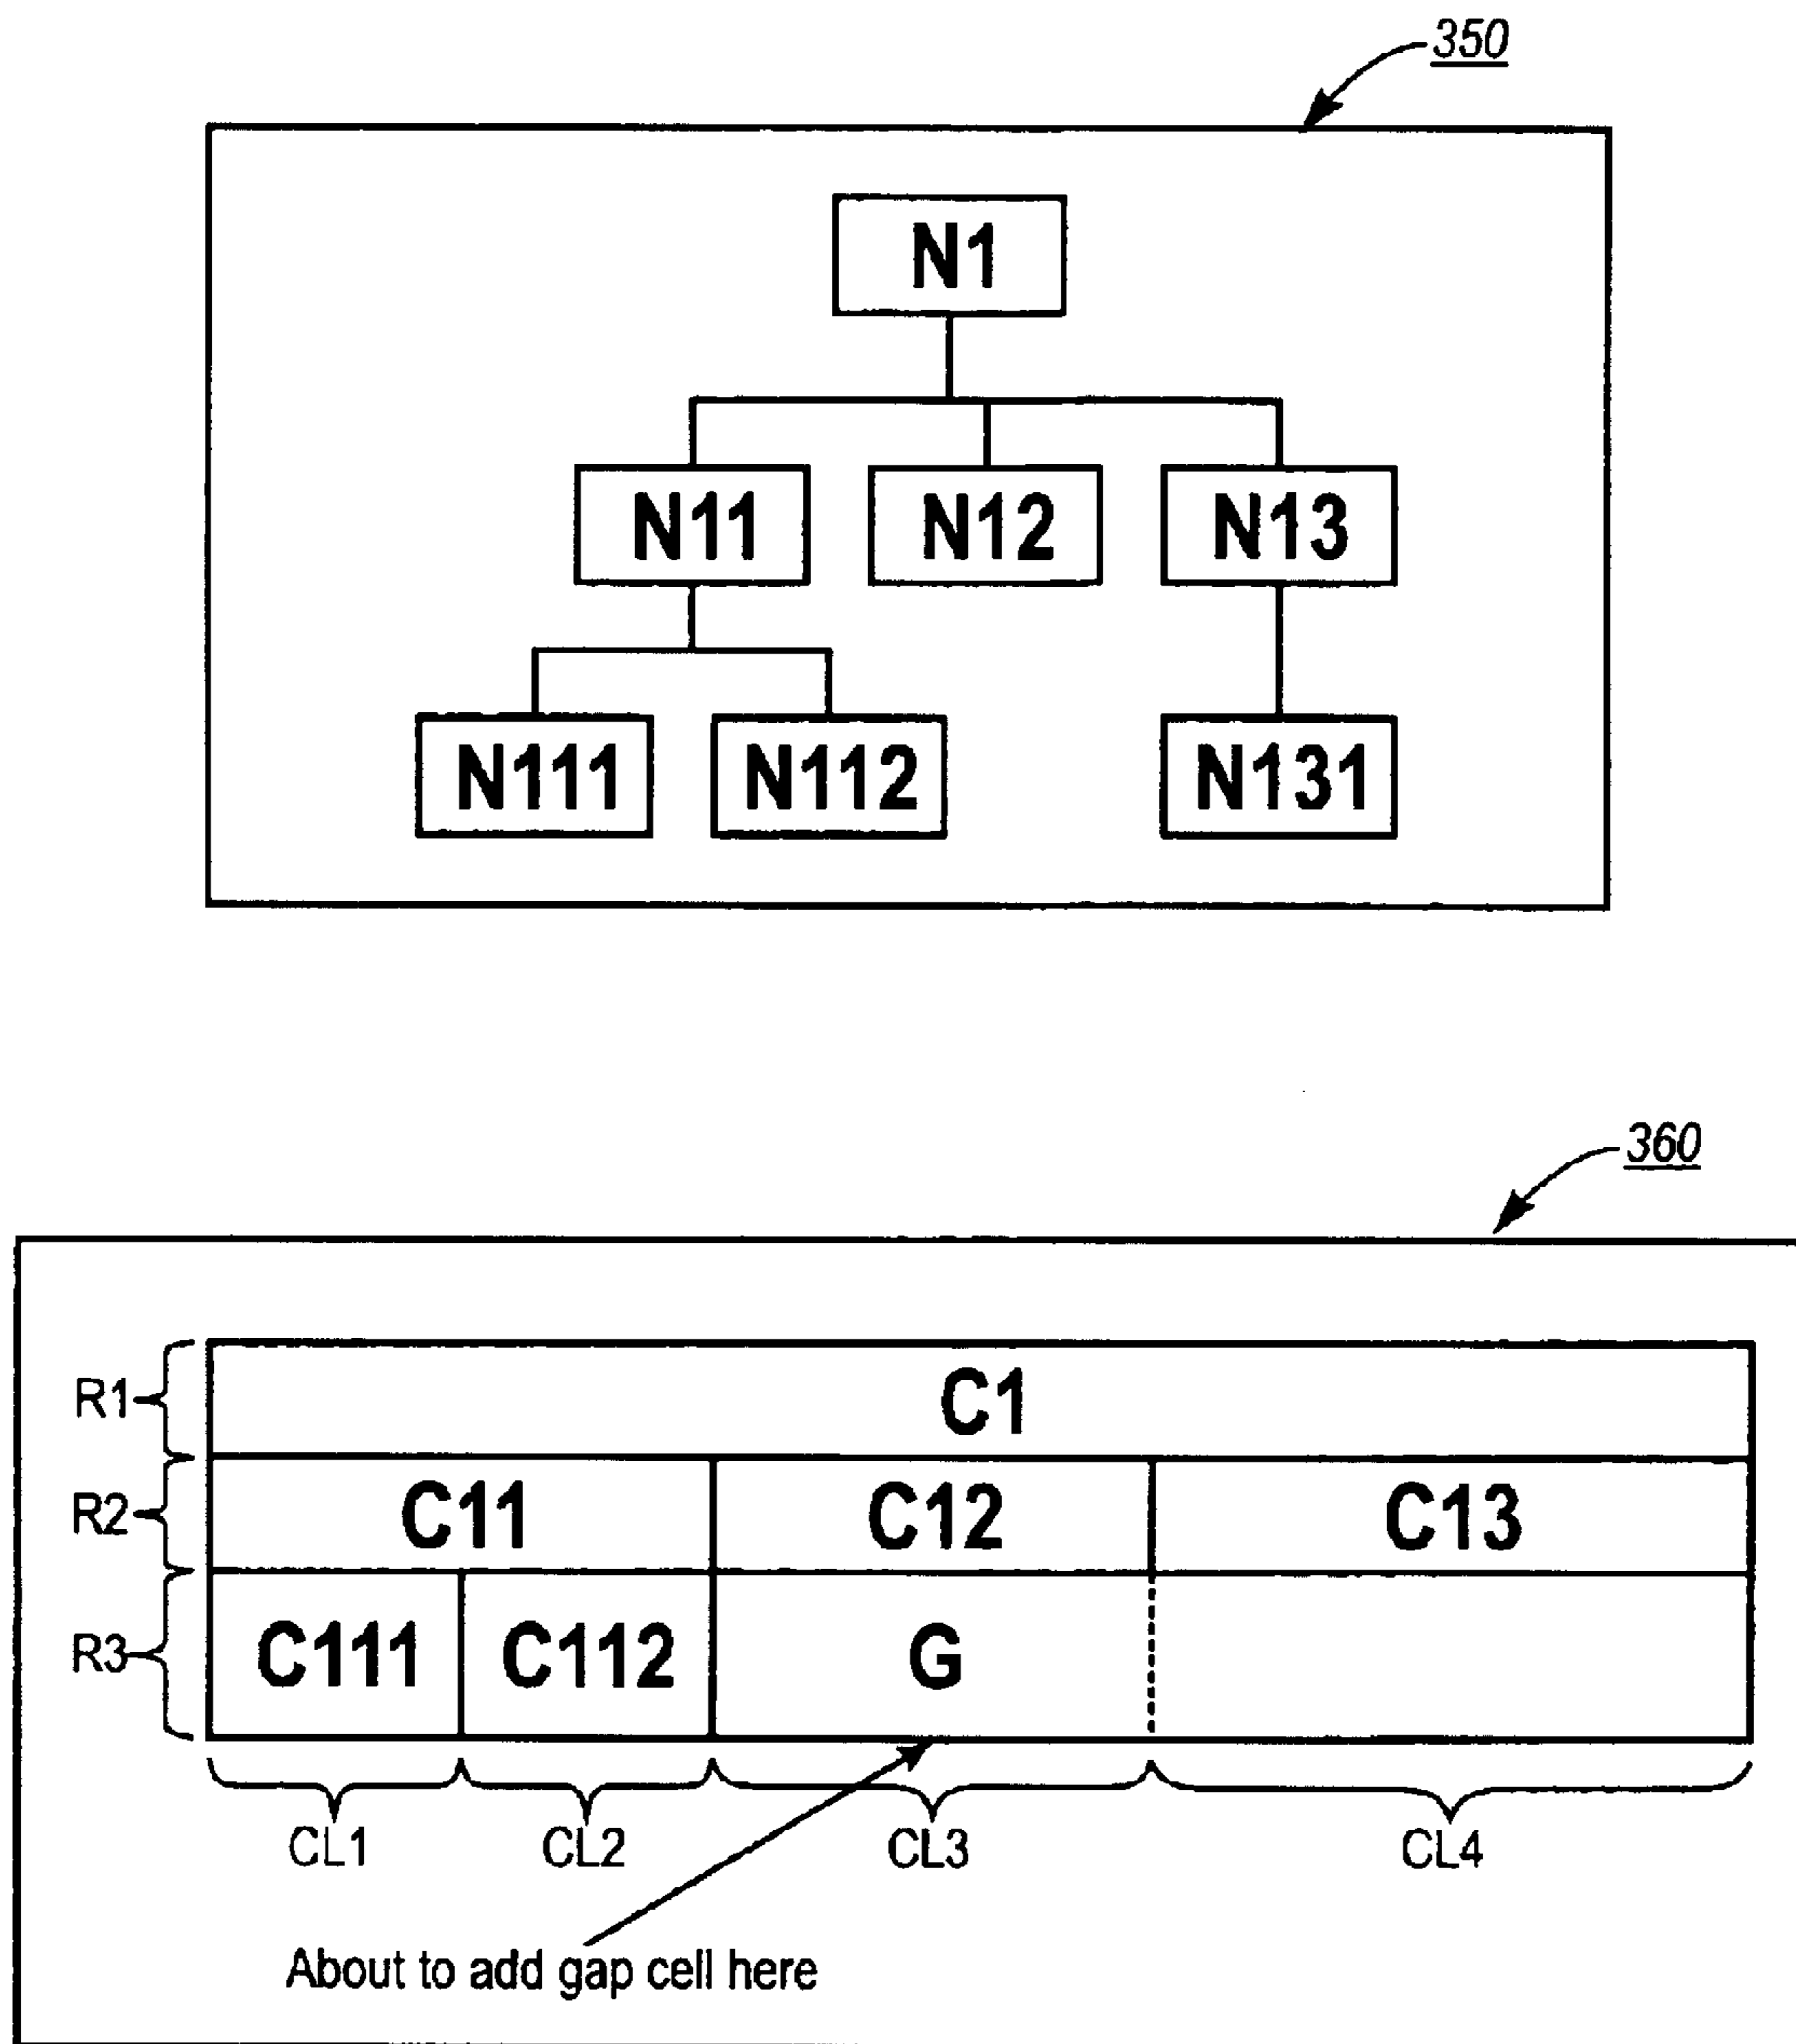 350
N1
N11 N12 N13
N111 N112 N131
360
R1 C1
R2 C11 C12 C13
R3 C111 C112 G
CL1 CL2 CL3 CL4
About to add gap cell here